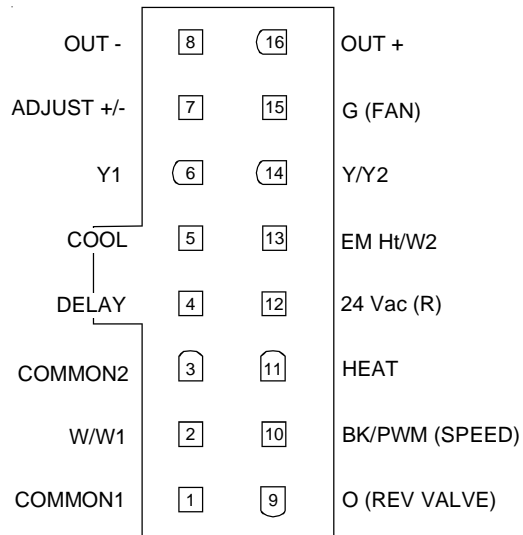 OUT - 8 16 OUT +
ADJUST +/- 7 15 G (FAN)
Y1 6 14 Y/Y2
COOL 5 13 EM Ht/W2
DELAY 4 12 24 Vac (R)
COMMON2 3 11 HEAT
W/W1 2 10 BK/PWM (SPEED)
COMMON1 1 9 O (REV VALVE)